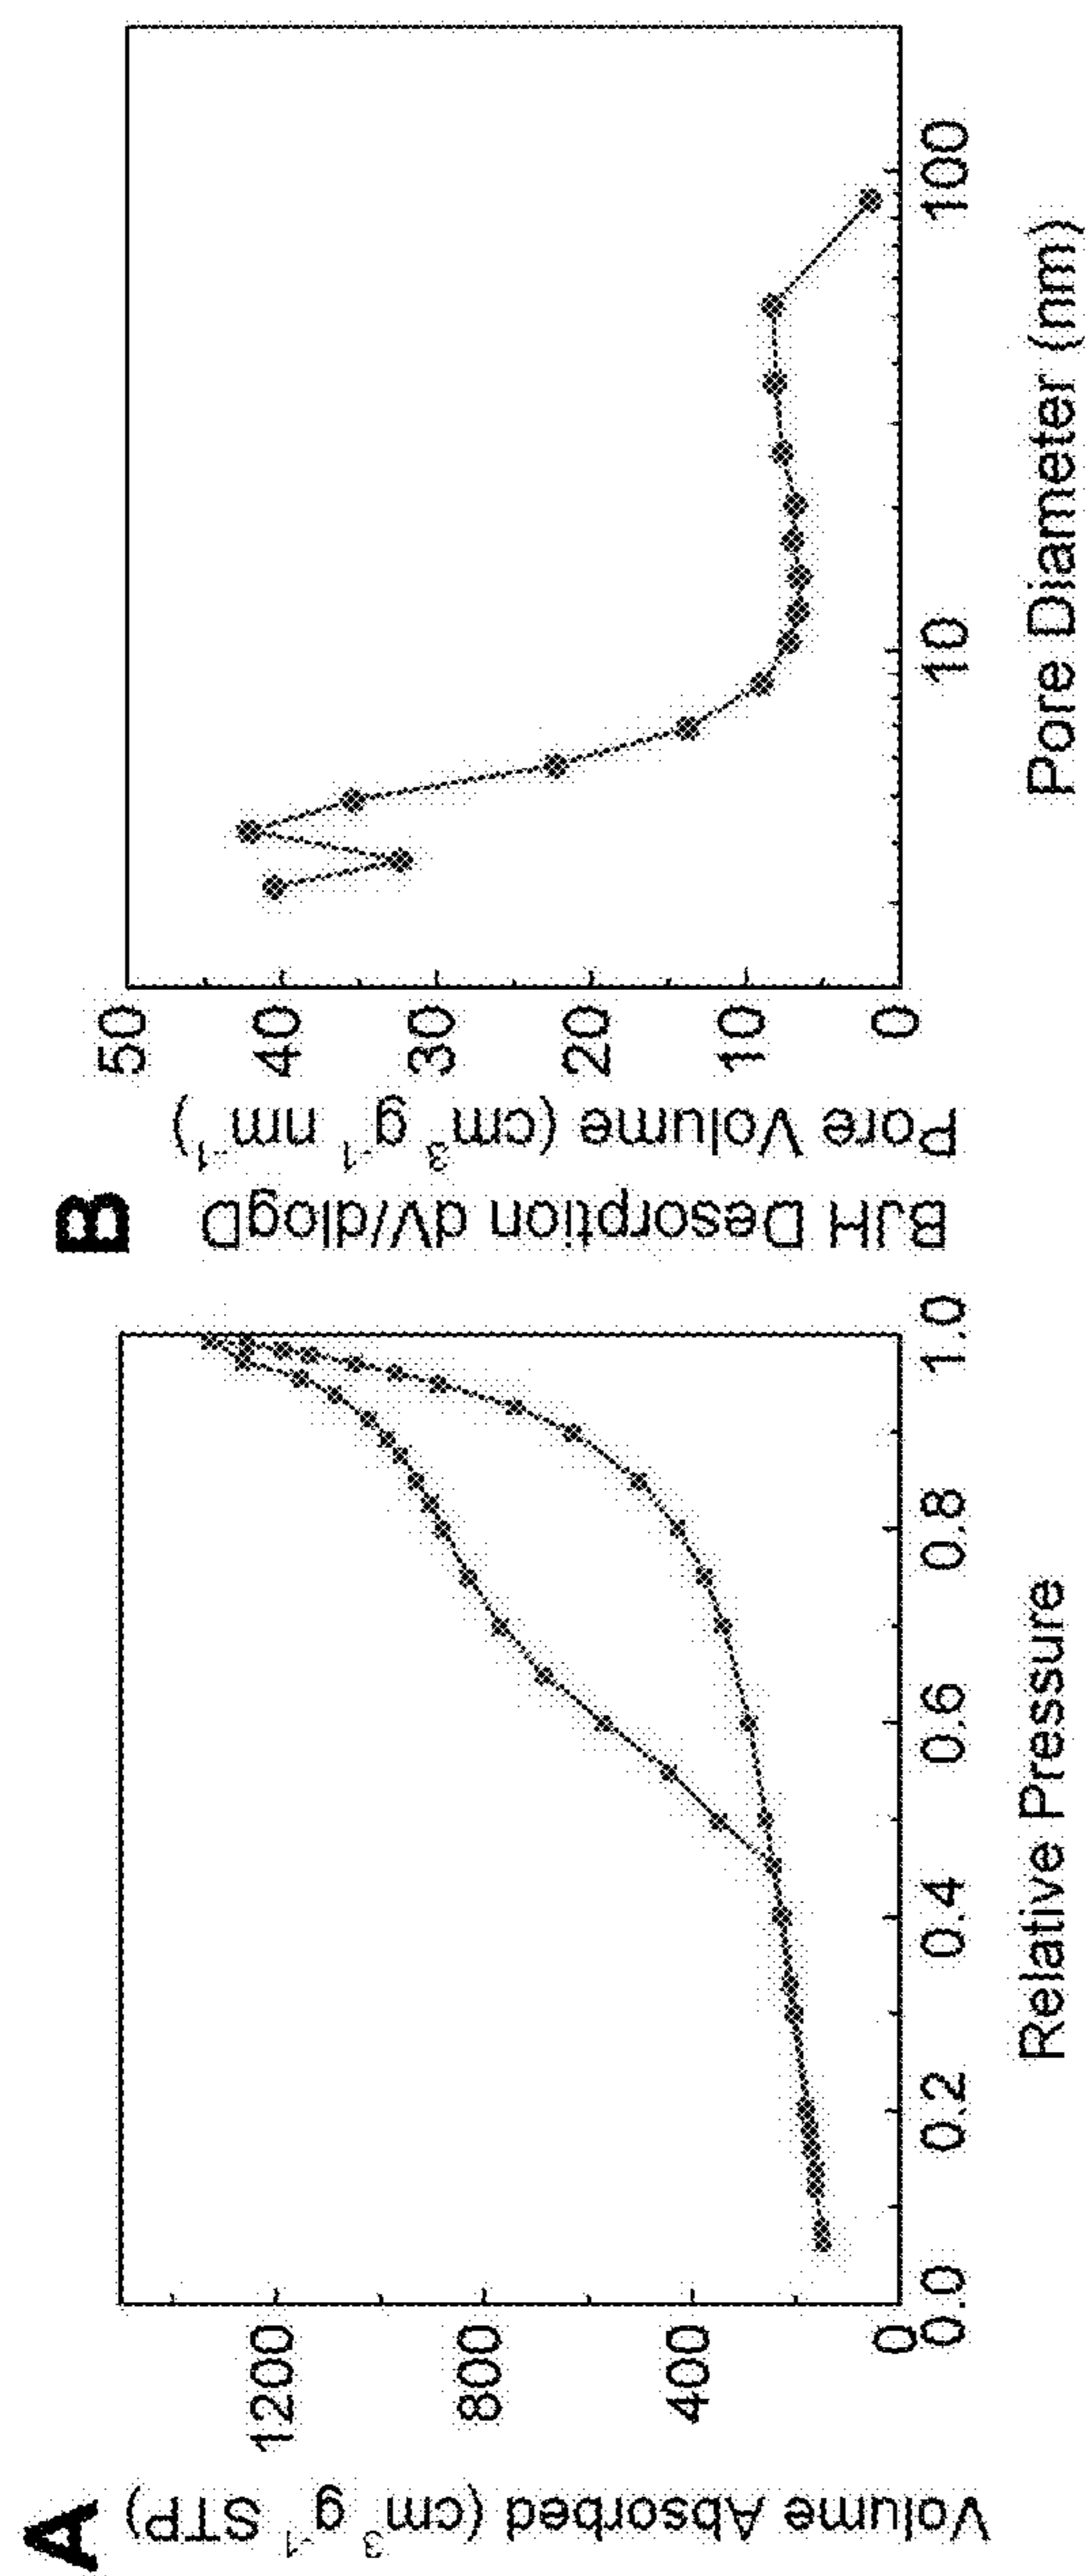 A
Volume Absorbed (cm³ g⁻¹ STP)
1200
800
400
0
0.0
0.2
0.4
0.6
0.8
1.0
Relative Pressure
B
BJH Desorption dV/dlogD
Pore Volume (cm³ g⁻¹ nm⁻¹)
50
40
30
20
10
0
10
100
Pore Diameter (nm)